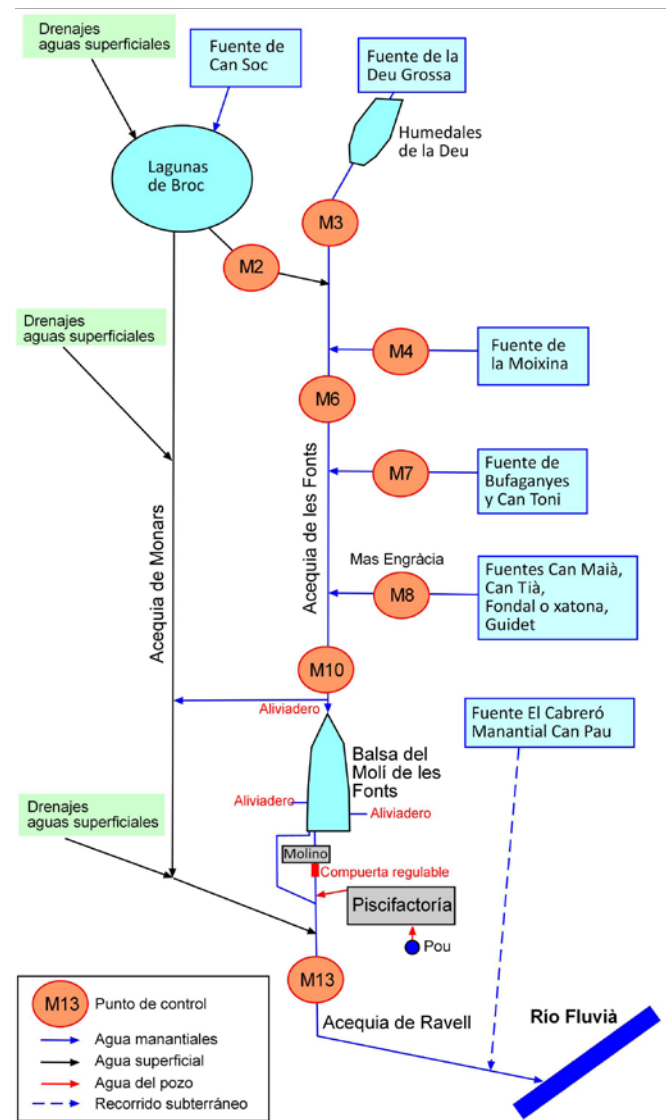 Drenajes
aguas superficiales
Fuente de
Can Soc
Fuente de la
Deu Grossa
Humedales
de la Deu
Lagunas
de Broc
M3
M2
Drenajes
aguas superficiales
M4
Fuente de
la Moixina
M6
Acequia de Monars
Acequia de les Fonts
M7
Fuente de
Bufaganyes
y Can Toni
Mas Engràcia
M8
Fuentes Can Maià,
Can Tià,
Fondal o xatona,
Guidet
M10
Aliviadero
Fuente El Cabreró
Manantial Can Pau
Balsa del
Molí de les
Fonts
Drenajes
aguas superficiales
Aliviadero
Aliviadero
Molino
Compuerta regulable
Piscifactoría
Pou
M13
Acequia de Ravell
Río Fluvià
M13
Punto de control
Agua manantiales
Agua superficial
Agua del pozo
Recorrido subterráneo